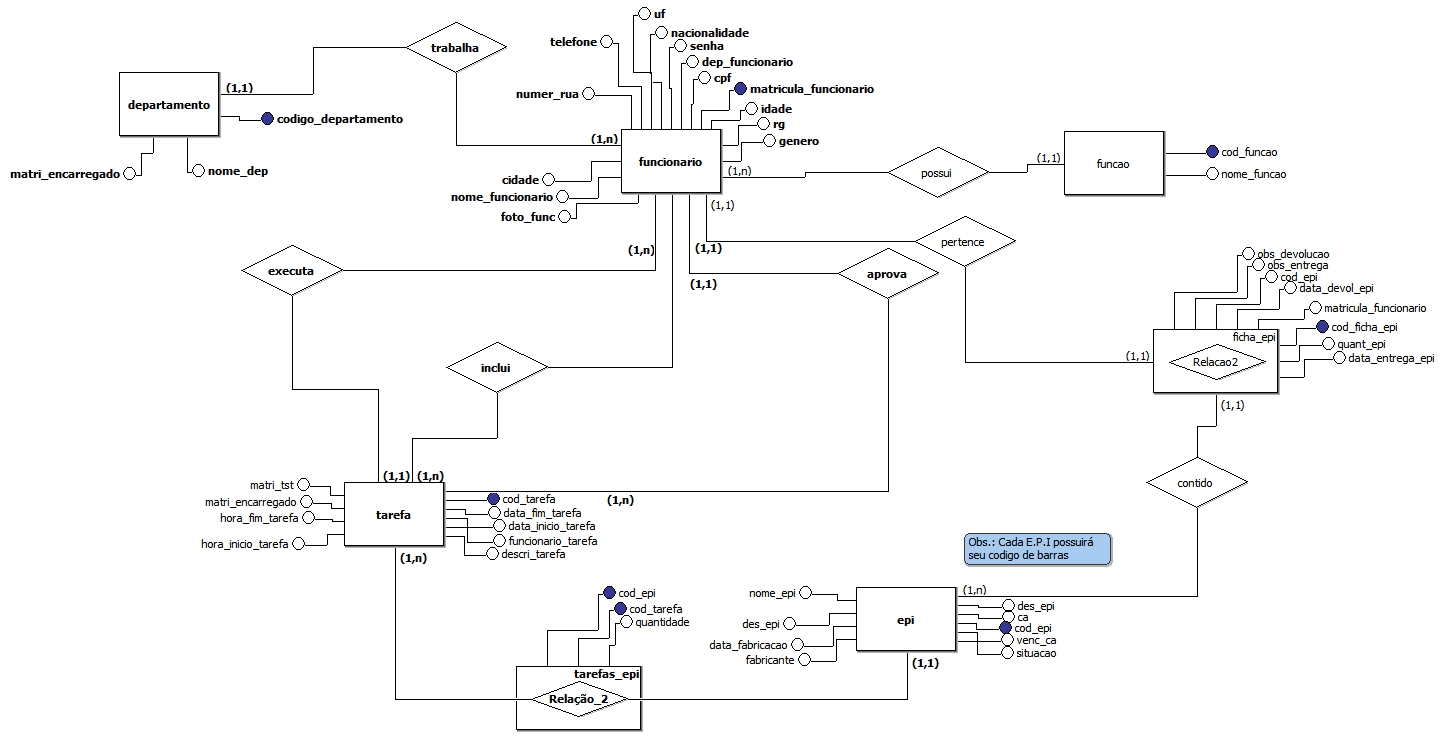 uf
nacionalidade
telefone
senha
trabalha
dep_funcionario
cpf
(1,1)
matricula_funcionario
numer_rua
departamento
idade
codigo_departamento
rg
(1,n)
genero
matri_encarregado
nome_dep
funcionario
(1,n)
possui
(1,1)
funcao
cod_funcao
nome_funcao
cidade
nome_funcionario
foto_func
(1,1)
(1,n)
(1,1)
pertence
executa
aprova
(1,1)
obs_devolucao
obs_entrega
cod_epi
data_devol_epi
matricula_funcionario
cod_ficha_epi
ficha_epi
quant_epi
data_entrega_epi
(1,1)
Relacao2
inclui
(1,1)
(1,1)
(1,n)
contido
matri_tst
matri_encarregado
hora_fim_tarefa
hora_inicio_tarefa
tarefa
cod_tarefa
(1,n)
data_fim_tarefa
data_inicio_tarefa
funcionario_tarefa
descri_tarefa
(1,n)
Obs.: Cada E.P.I possuirá
seu codigo de barras
cod_epi
cod_tarefa
quantidade
nome_epi
(1,n)
des_epi
epi
des_epi
ca
cod_epi
data_fabricacao
venc_ca
fabricante
situacao
(1,1)
tarefas_epi
Relação_2